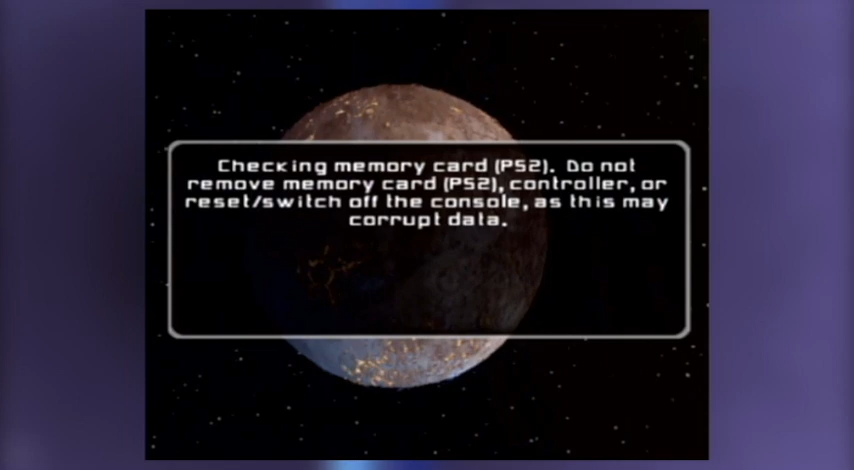 Checking memory card (PS2). Do not
remove memory card (PS2), controller, or
reset/switch off the console, as this may
corrupt data.